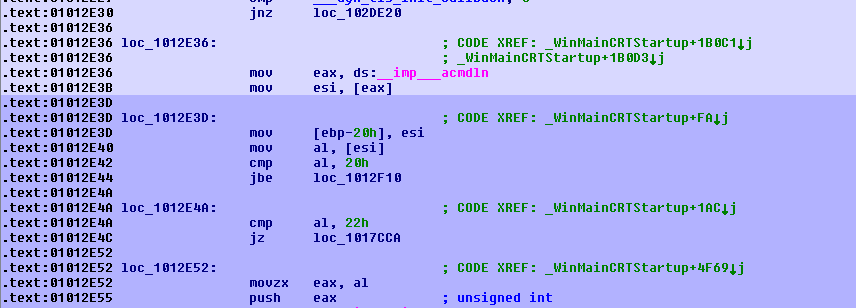 .text:01012E30 jnz loc_102DE20
.text:01012E36
.text:01012E36 loc_1012E36: ; CODE XREF: _WinMainCRTStartup+1B0C1↓j
.text:01012E36 ; _WinMainCRTStartup+1B0D3↓j
.text:01012E36 mov eax, ds:__imp___acmdln
.text:01012E3B mov esi, [eax]
.text:01012E3D
.text:01012E3D loc_1012E3D: ; CODE XREF: _WinMainCRTStartup+FA↓j
.text:01012E3D mov [ebp-20h], esi
.text:01012E40 mov al, [esi]
.text:01012E42 cmp al, 20h
.text:01012E44 jbe loc_1012F10
.text:01012E4A
.text:01012E4A loc_1012E4A: ; CODE XREF: _WinMainCRTStartup+1AC↓j
.text:01012E4A cmp al, 22h
.text:01012E4C jz loc_1017CCA
.text:01012E52
.text:01012E52 loc_1012E52: ; CODE XREF: _WinMainCRTStartup+4F69↓j
.text:01012E52 movzx eax, al
.text:01012E55 push eax ; unsigned int